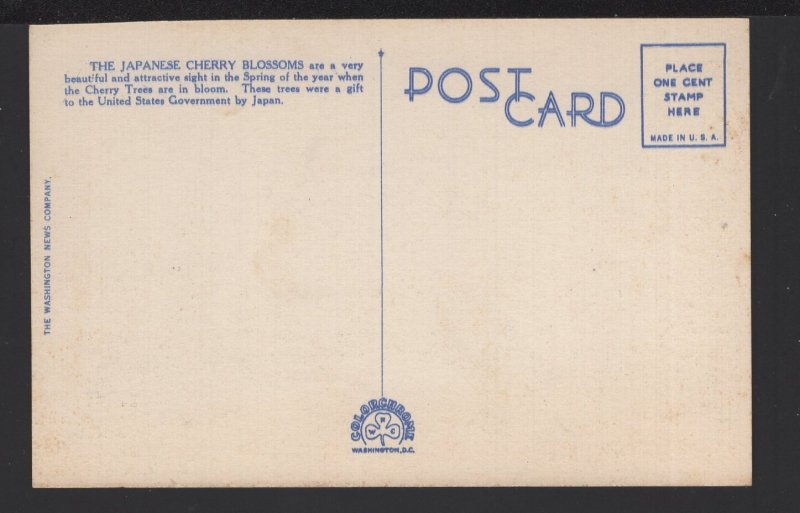 THE JAPANESE CHERRY BLOSSOMS are a very
beautiful and attractive sight in the Spring of the year when
the Cherry Trees are in bloom. These trees were a gift
to the United States Government by Japan.
POST
CARD
PLACE
ONE CENT
STAMP
HERE
MADE IN U. S. A.
THE WASHINGTON NEWS COMPANY.
COLORCHROME
N
W C
WASHINGTON, D.C.